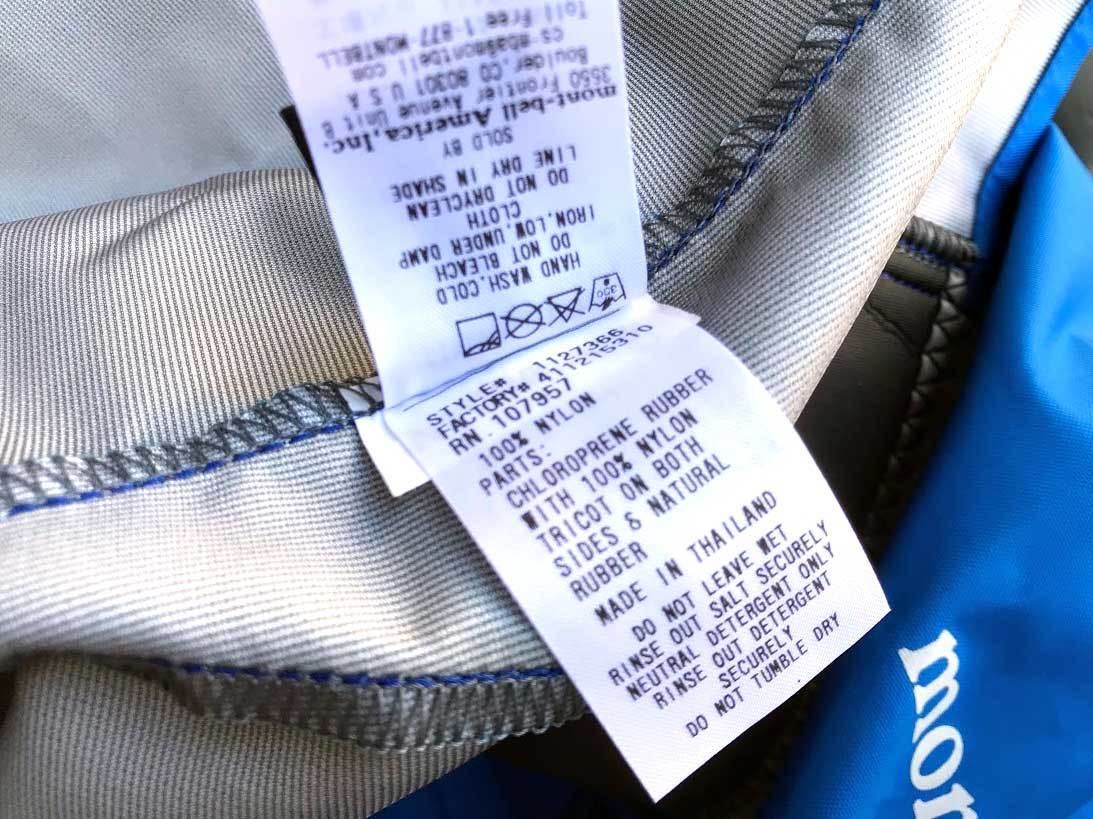 HAND WASH,COLD
DO NOT BLEACH
IRON,LOW,UNDER DAMP
CLOTH
DO NOT DRYCLEAN
LINE DRY IN SHADE
SOLD BY
mont-bell America,Inc.
3550 Frontier Avenue Unit B
Boulder,CO 80301 U.S.A.
montbell com
Toll Free:1-877-MONTBELL
STYLE# 1127366
FACTORY# 411215310
RN 107957
100% NYLON
PARTS:
CHLOROPRENE RUBBER
WITH 100% NYLON
TRICOT ON BOTH
SIDES & NATURAL
RUBBER
MADE IN THAILAND
DO NOT LEAVE WET
RINSE OUT SALT SECURELY
NEUTRAL DETERGENT ONLY
RINSE OUT DETERGENT
SECURELY
DO NOT TUMBLE DRY
mon